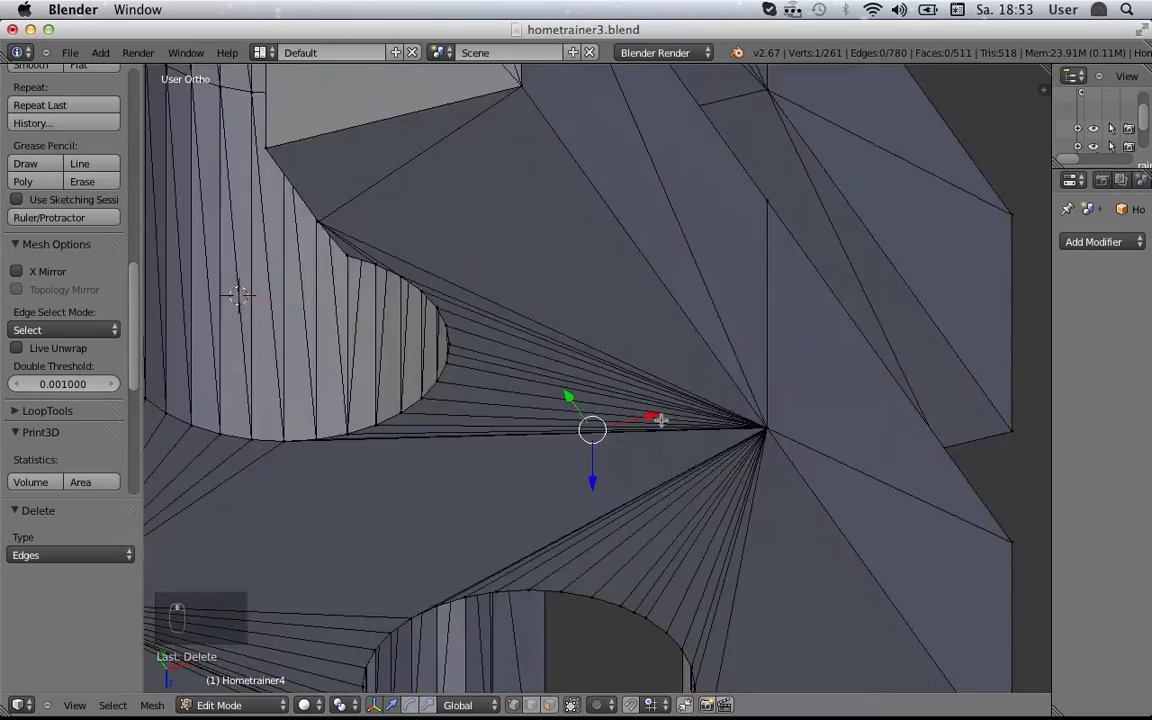 Blender Window Sa. 18:53 User
hometrainer3.blend
File Add Render Window Help Default Scene Blender Render v2.67 | Verts:1/261 | Edges:0/780 | Faces:0/511 | Tris:518 | Mem:23.91M (0.11M) | Hon
Smooth Flat
User Ortho
View
Repeat:
Repeat Last
History...
Grease Pencil:
Draw Line
Poly Erase
Use Sketching Sessi
Ruler/Protractor
Ho
Mesh Options
Add Modifier
X Mirror
Topology Mirror
Edge Select Mode:
Select
Live Unwrap
Double Threshold:
0.001000
LoopTools
Print3D
Statistics:
Volume Area
Delete
Type
Edges
Last: Delete
z
(1) Hometrainer4
View Select Mesh Edit Mode Global